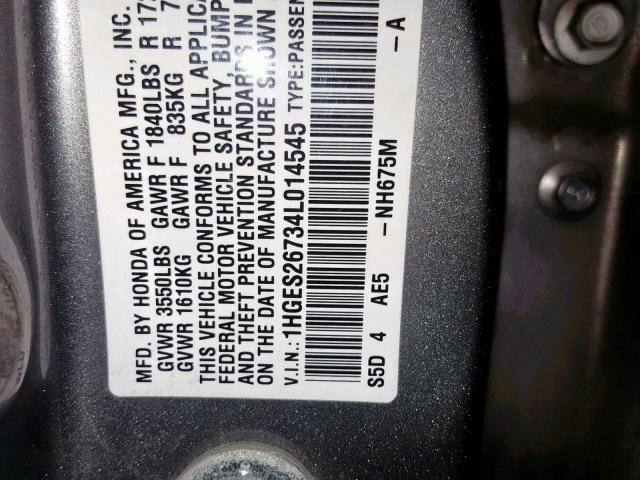 MFD. BY HONDA OF AMERICA MFG., INC.
GVWR 3550LBS GAWR F 1840LBS R
GVWR 1610KG GAWR F 835KG R
THIS VEHICLE CONFORMS TO ALL
FEDERAL MOTOR VEHICLE SAFETY,
AND THEFT PREVENTION STANDARDS IN
ON THE DATE OF MANUFACTURE SHOWN
V.I.N.: 1HGES26734L014545 TYPE:PASSEN
S5D 4 AE5 -NH675M -A